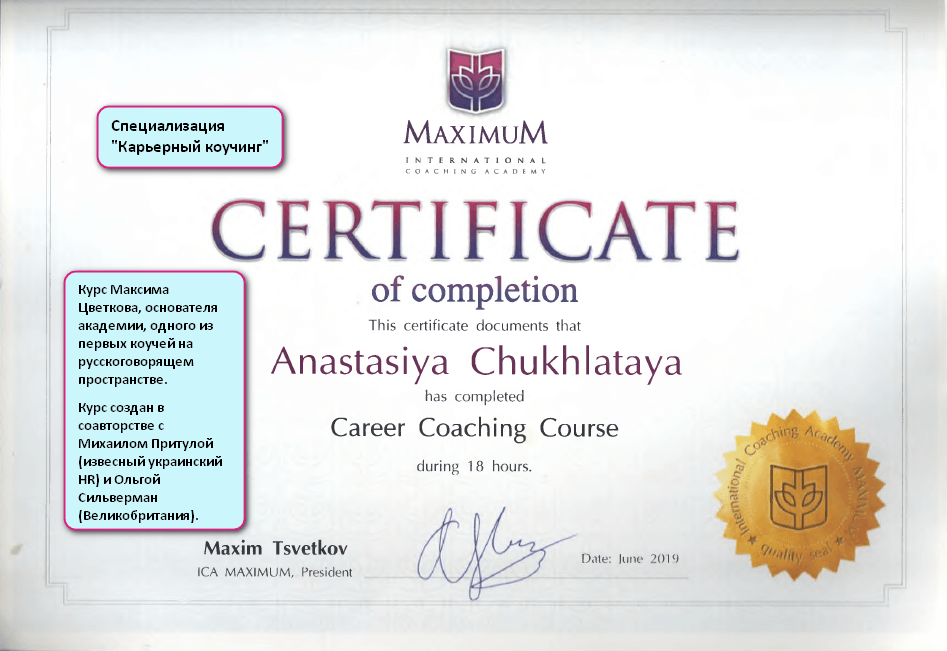 MAXIMUM
INTERNATIONAL
COACHING ACADEMY
Специализация
"Карьерный коучинг"
CERTIFICATE
of completion
This certificate documents that
Anastasiya Chukhlataya
has completed
Career Coaching Course
during 18 hours.
Курс Максима
Цветкова, основателя
академии, одного из
первых коучей на
русскоговорящем
пространстве.
Курс создан в
соавторстве с
Михаилом Притулой
(извесный украинский
HR) и Ольгой
Сильверман
(Великобритания).
Maxim Tsvetkov
ICA MAXIMUM, President
Date: June 2019
International Coaching Academy MAXIMUM
quality seal